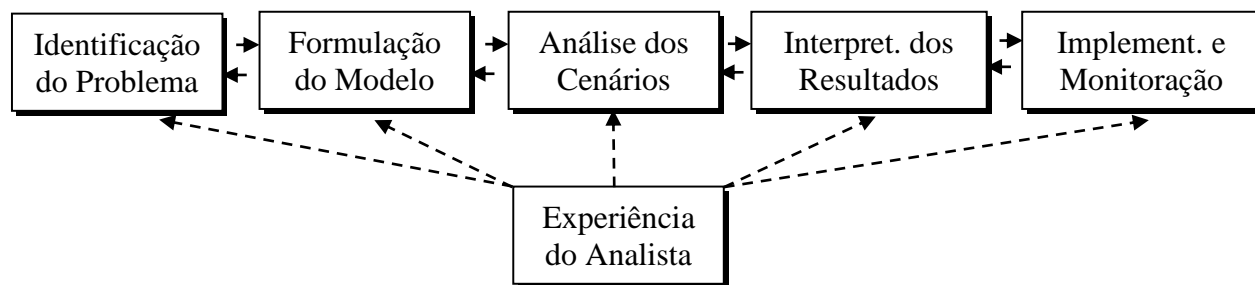 Identificação
do Problema
Formulação
do Modelo
Análise dos
Cenários
Interpret. dos
Resultados
Implement. e
Monitoração
Experiência
do Analista